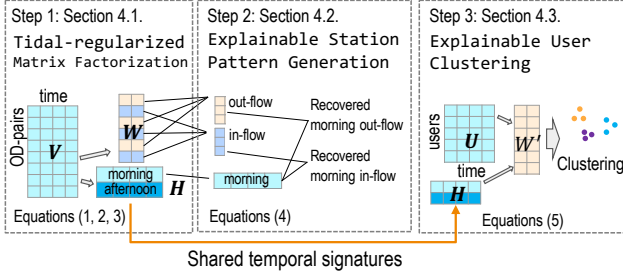 Step 1: Section 4.1.
Tidal-regularized
Matrix Factorization
time
OD-pairs
V
W
morning
afternoon
H
Equations (1, 2, 3)
Step 2: Section 4.2.
Explainable Station
Pattern Generation
out-flow
in-flow
Recovered
morning out-flow
Recovered
morning in-flow
morning
Equations (4)
Step 3: Section 4.3.
Explainable User
Clustering
users
U
W'
time
H
Clustering
Equations (5)
Shared temporal signatures